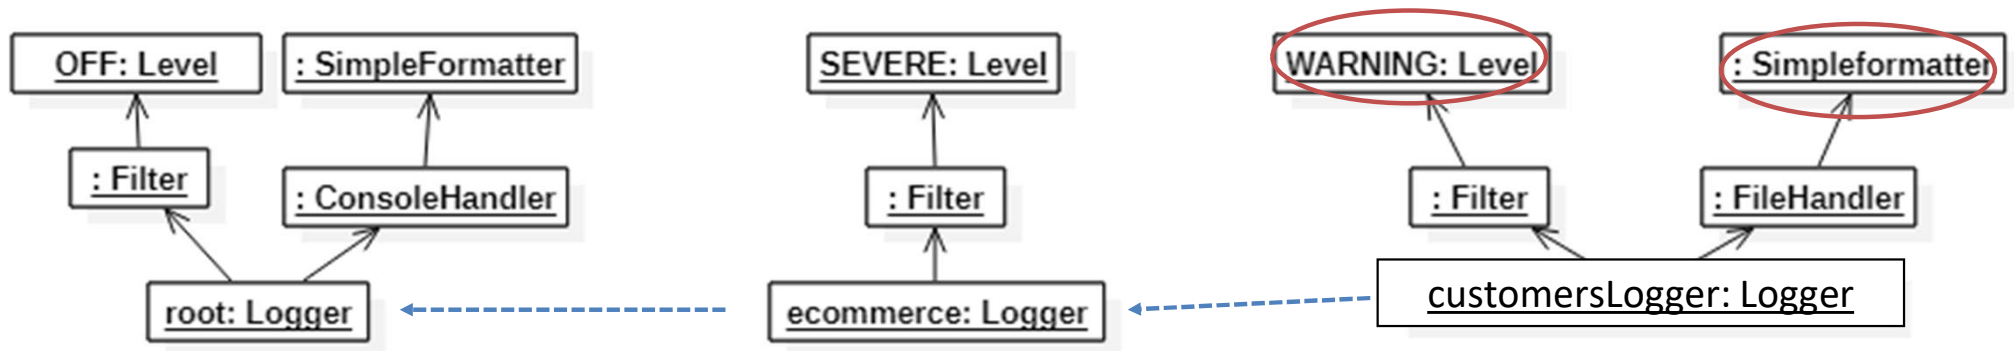 OFF: Level
: SimpleFormatter
SEVERE: Level
WARNING: Level
: Simpleformatter
: Filter
: ConsoleHandler
: Filter
: Filter
: FileHandler
root: Logger
ecommerce: Logger
customersLogger: Logger